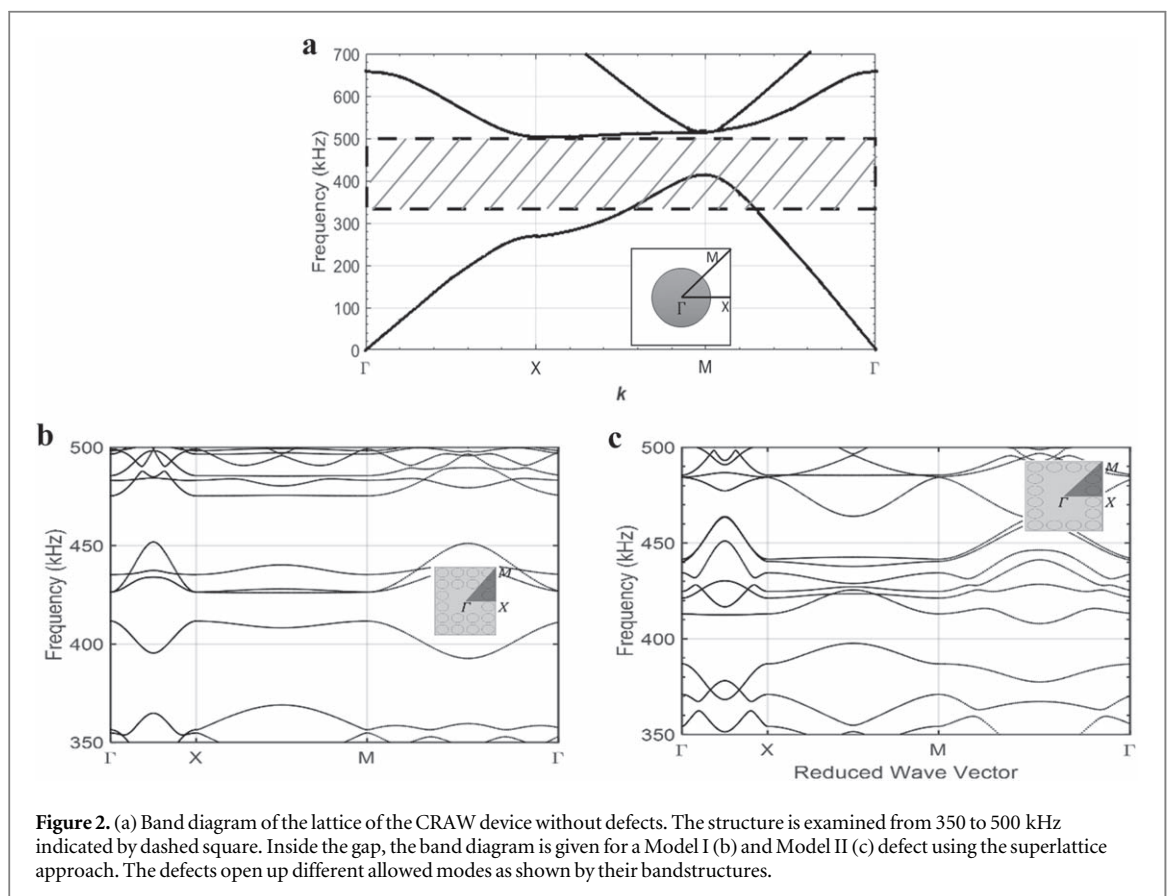 a
700
600
500
400
300
200
100
0
Frequency (kHz)
M
Γ
X
Γ
X
M
Γ
k
b
500
450
400
350
Frequency (kHz)
M
Γ
X
Γ
X
M
Γ
c
500
450
400
350
Frequency (kHz)
M
Γ
X
Γ
X
M
Γ
Reduced Wave Vector
Figure 2. (a) Band diagram of the lattice of the CRAW device without defects. The structure is examined from 350 to 500 kHz
indicated by dashed square. Inside the gap, the band diagram is given for a Model I (b) and Model II (c) defect using the superlattice
approach. The defects open up different allowed modes as shown by their bandstructures.